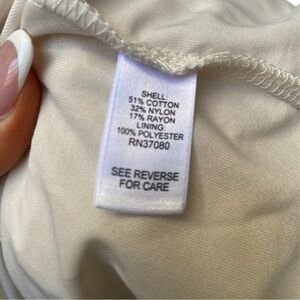 SHELL:
51% COTTON
32% NYLON
17% RAYON
LINING:
100% POLYESTER
RN37080
SEE REVERSE
FOR CARE